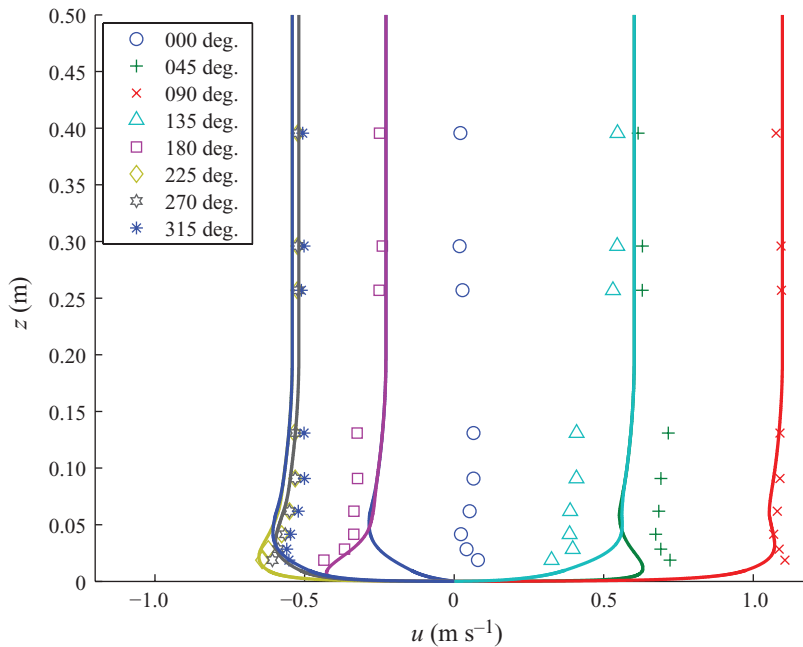 0.50
0.45
0.40
0.35
0.30
0.25
0.20
0.15
0.10
0.05
0
z (m)
000 deg.
045 deg.
090 deg.
135 deg.
180 deg.
225 deg.
270 deg.
315 deg.
−1.0 −0.5 0 0.5 1.0
u (m s⁻¹)